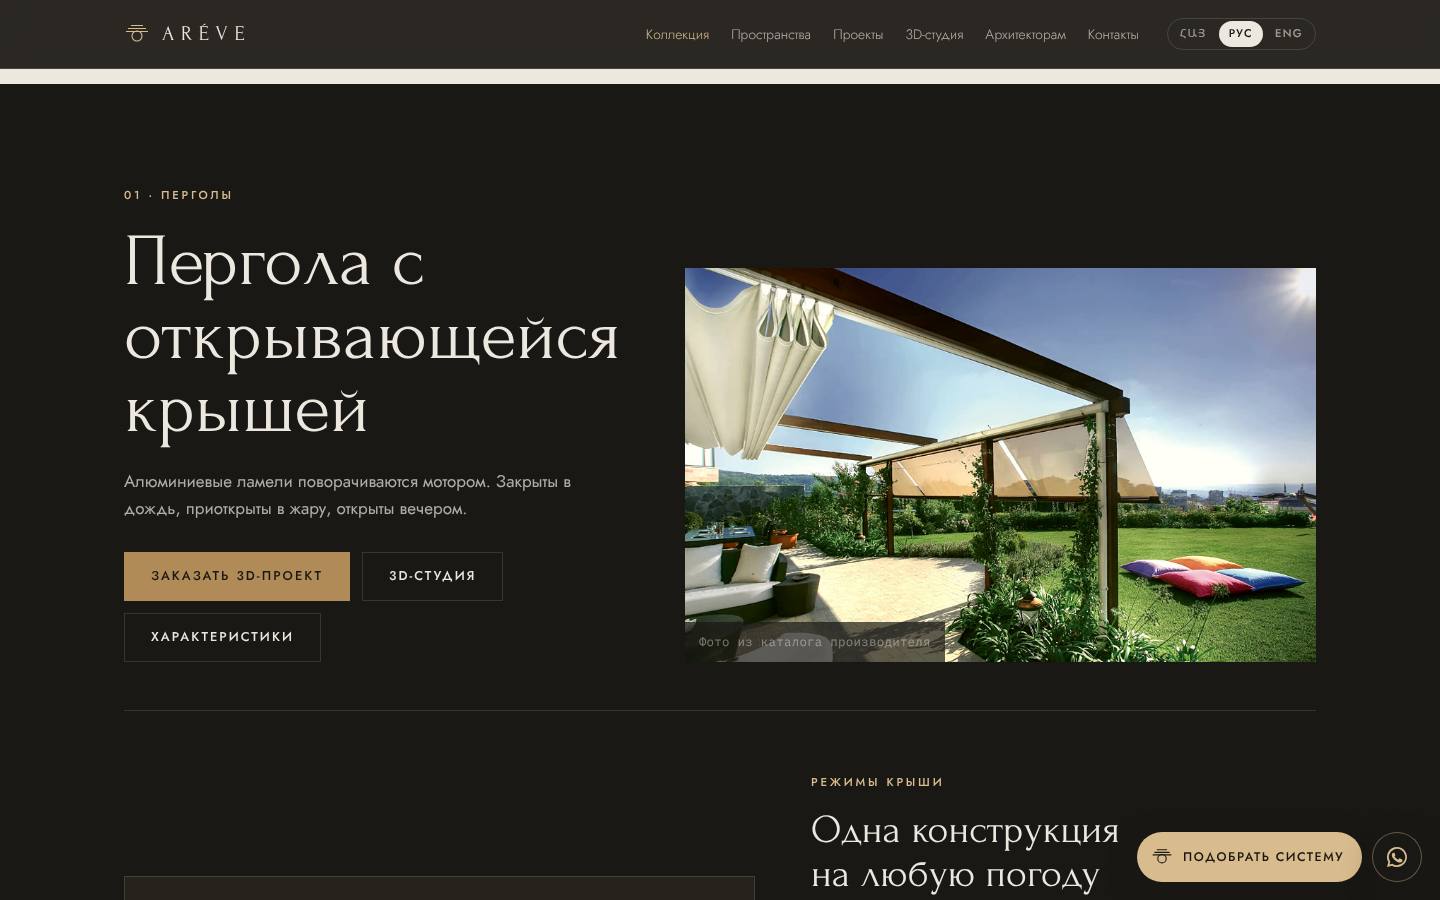 ARÉVE
Коллекция
Пространства
Проекты
3D-студия
Архитекторам
Контакты
ՀԱՅ
РУС
ENG
01 · ПЕРГОЛЫ
Пергола с
открывающейся
крышей
Алюминиевые ламели поворачиваются мотором. Закрыты в
дождь, приоткрыты в жару, открыты вечером.
ЗАКАЗАТЬ 3D-ПРОЕКТ
3D-СТУДИЯ
ХАРАКТЕРИСТИКИ
Фото из каталога производителя
РЕЖИМЫ КРЫШИ
Одна конструкция
на любую погоду
ПОДОБРАТЬ СИСТЕМУ